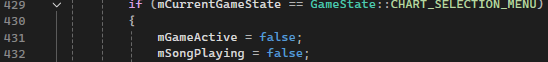 429 if (mCurrentGameState == GameState::CHART_SELECTION_MENU)
430 {
431 mGameActive = false;
432 mSongPlaying = false;